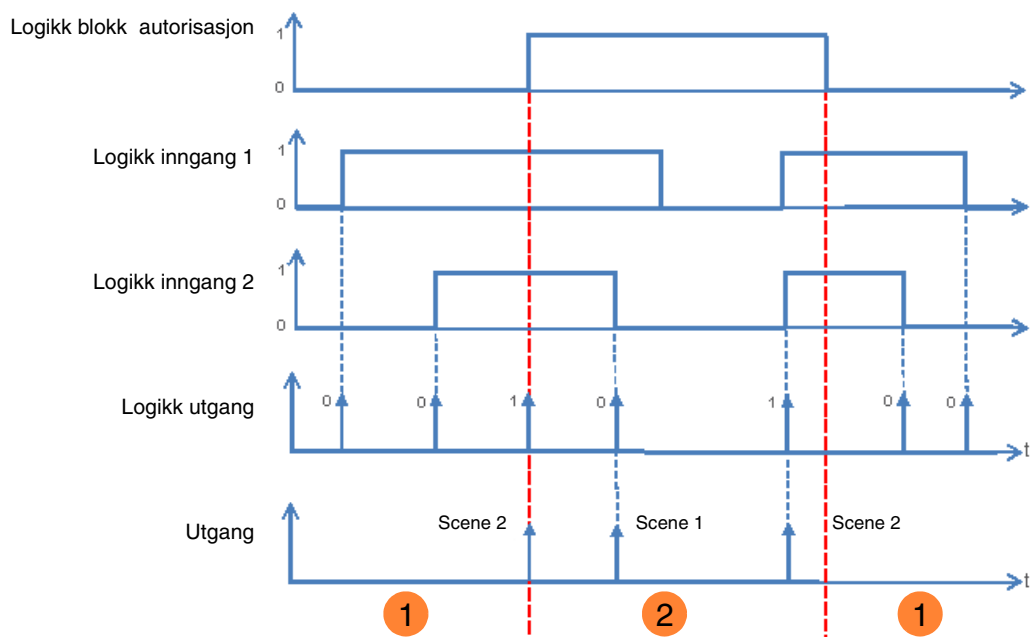 Logikk blokk autorisasjon
1
0
Logikk inngang 1
1
0
Logikk inngang 2
1
0
Logikk utgang
0 0 1 0 1 0 0
t
Utgang
Scene 2 Scene 1 Scene 2
t
1 2 1